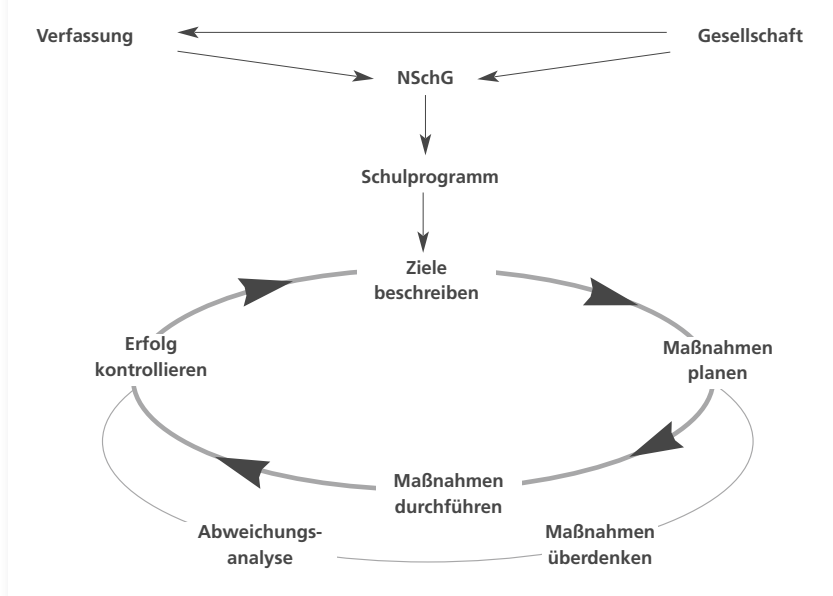 Verfassung
Gesellschaft
NSchG
Schulprogramm
Ziele
beschreiben
Erfolg
kontrollieren
Maßnahmen
planen
Maßnahmen
durchführen
Abweichungs-
analyse
Maßnahmen
überdenken